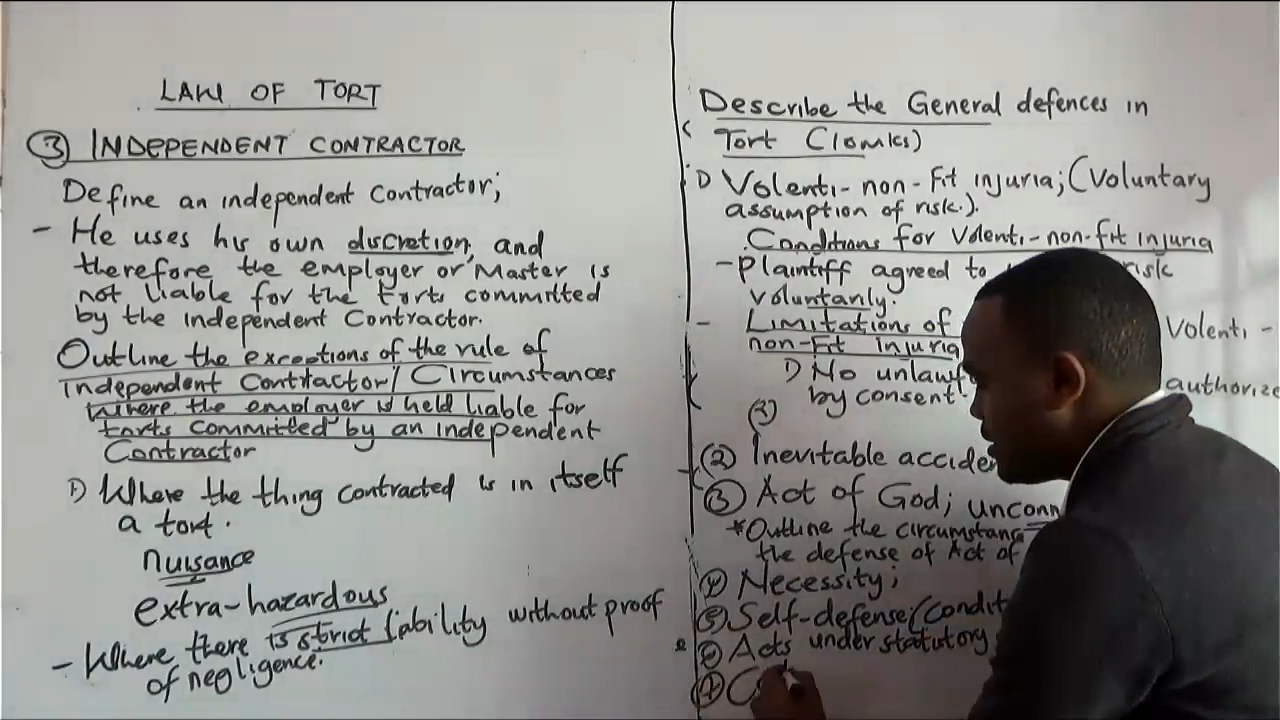 LAW OF TORT
③ INDEPENDENT CONTRACTOR
Define an independent contractor;
- He uses his own discretion, and
therefore the employer or Master is
not liable for the torts committed
by the independent Contractor.
Outline the exceptions of the rule of
independent Contractor/ Circumstances
Where the employer is held liable for
torts committed by an independent
Contractor
1) Where the thing contracted is in itself
a tort.
nuisance
extra-hazardous
- Where there is strict liability without proof
of negligence.
Describe the General defences in
Tort (10mks)
1) Volenti-non-Fit injuria; (Voluntary
assumption of risk.).
Conditions for Volenti-non-fit injuria
- Plaintiff agreed to risk
Voluntarily.
- Limitations of Volenti -
non-Fit injuria
1) No authorize
by consent.
② Inevitable
③ Act of God;
*Outline the
the defense of Act of
④ Necessity;
⑤ Self-defense;
⑥ Acts under statutory
⑦